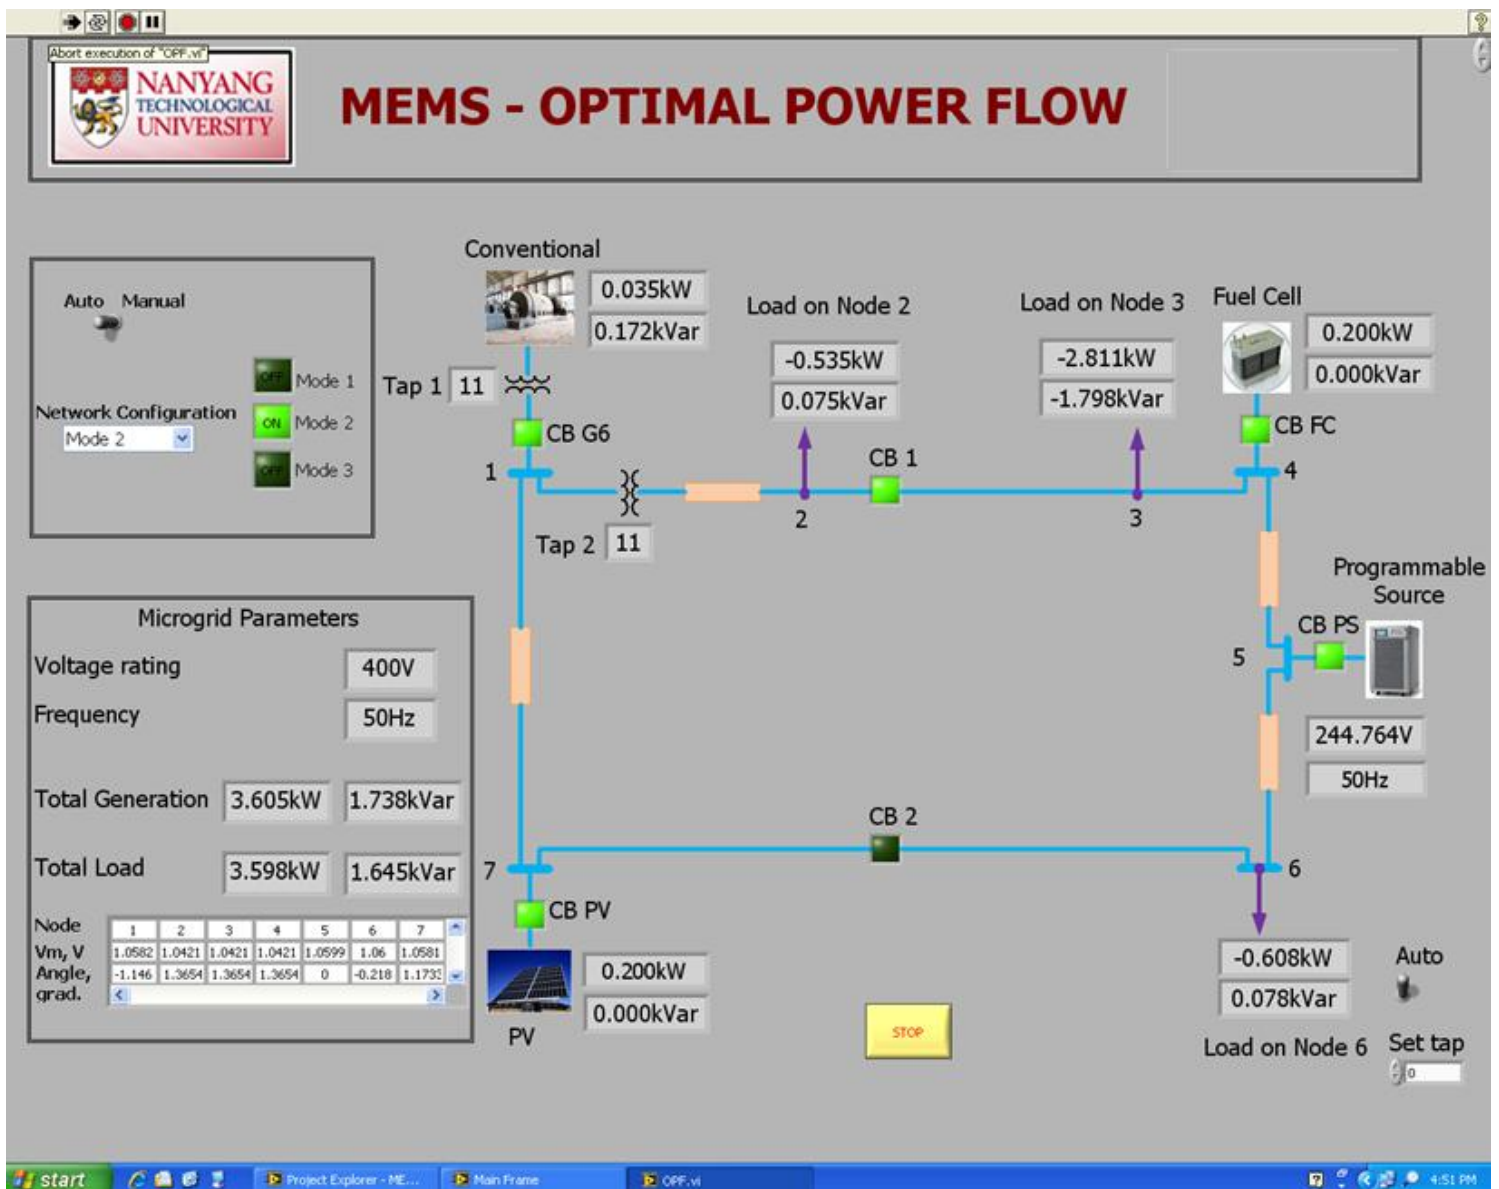 Abort execution of "OPF.vi"
NANYANG
TECHNOLOGICAL
UNIVERSITY
MEMS - OPTIMAL POWER FLOW
Auto Manual
OFF Mode 1
Network Configuration
Mode 2
ON Mode 2
OFF Mode 3
Conventional
0.035kW
0.172kVar
Tap 1 11
CB G6
1
Tap 2 11
Load on Node 2
-0.535kW
0.075kVar
2
CB 1
Load on Node 3
-2.811kW
-1.798kVar
3
Fuel Cell
0.200kW
0.000kVar
CB FC
4
Programmable
Source
CB PS
5
244.764V
50Hz
Microgrid Parameters
Voltage rating 400V
Frequency 50Hz
Total Generation 3.605kW 1.738kVar
Total Load 3.598kW 1.645kVar
Node 1 2 3 4 5 6 7
Vm, V 1.0582 1.0421 1.0421 1.0421 1.0599 1.06 1.0581
Angle, grad. -1.146 1.3654 1.3654 1.3654 0 -0.218 1.173
7
CB PV
PV
0.200kW
0.000kVar
CB 2
6
-0.608kW
0.078kVar
Load on Node 6
Auto
Set tap
0
STOP
start
Project Explorer - ME...
Main Frame
OPF.vi
4:51 PM